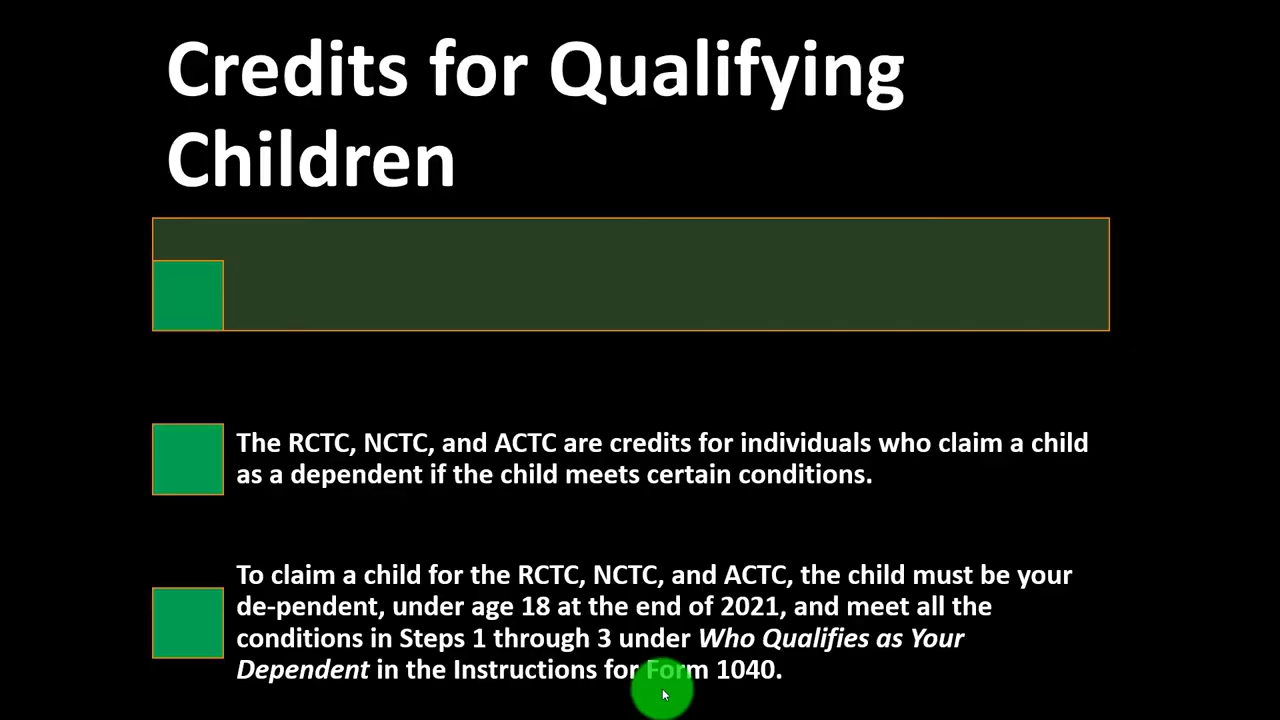 Credits for Qualifying
Children
The RCTC, NCTC, and ACTC are credits for individuals who claim a child
as a dependent if the child meets certain conditions.
To claim a child for the RCTC, NCTC, and ACTC, the child must be your
de-pendent, under age 18 at the end of 2021, and meet all the
conditions in Steps 1 through 3 under Who Qualifies as Your
Dependent in the Instructions for Form 1040.